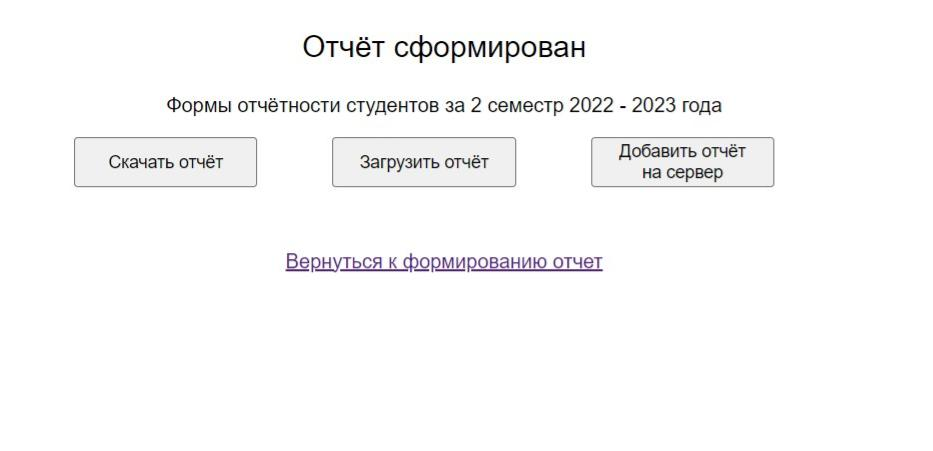 Отчёт сформирован
Формы отчётности студентов за 2 семестр 2022 - 2023 года
Скачать отчёт
Загрузить отчёт
Добавить отчёт
на сервер
Вернуться к формированию отчет